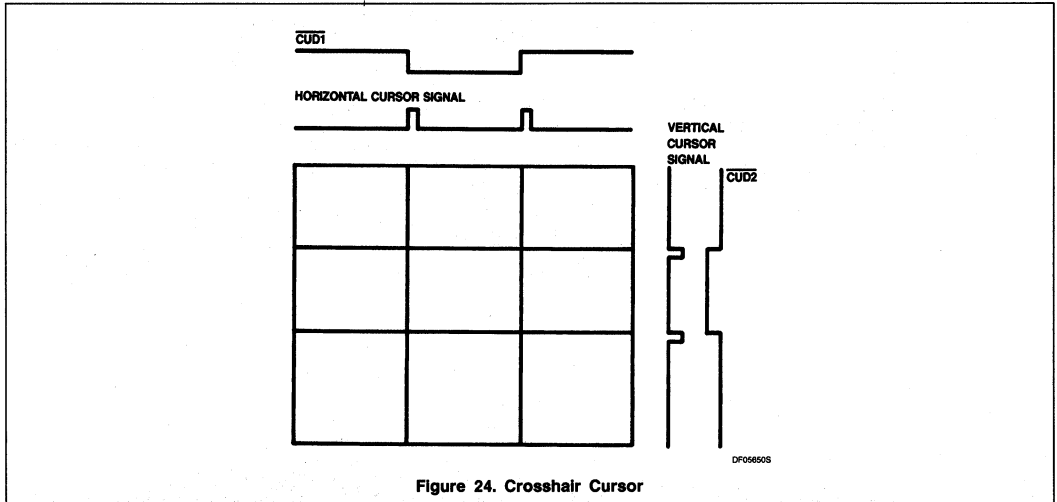 CUD1
HORIZONTAL CURSOR SIGNAL
VERTICAL
CURSOR
SIGNAL
CUD2
DF05650S
Figure 24. Crosshair Cursor